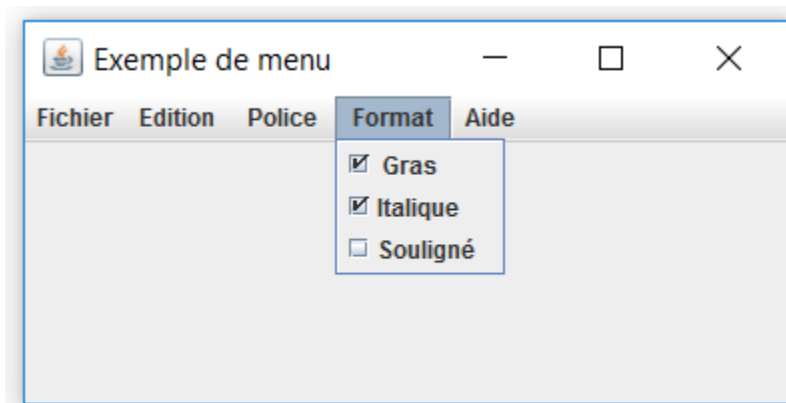 Exemple de menu
Fichier Edition Police Format Aide
Gras
Italique
Souligné